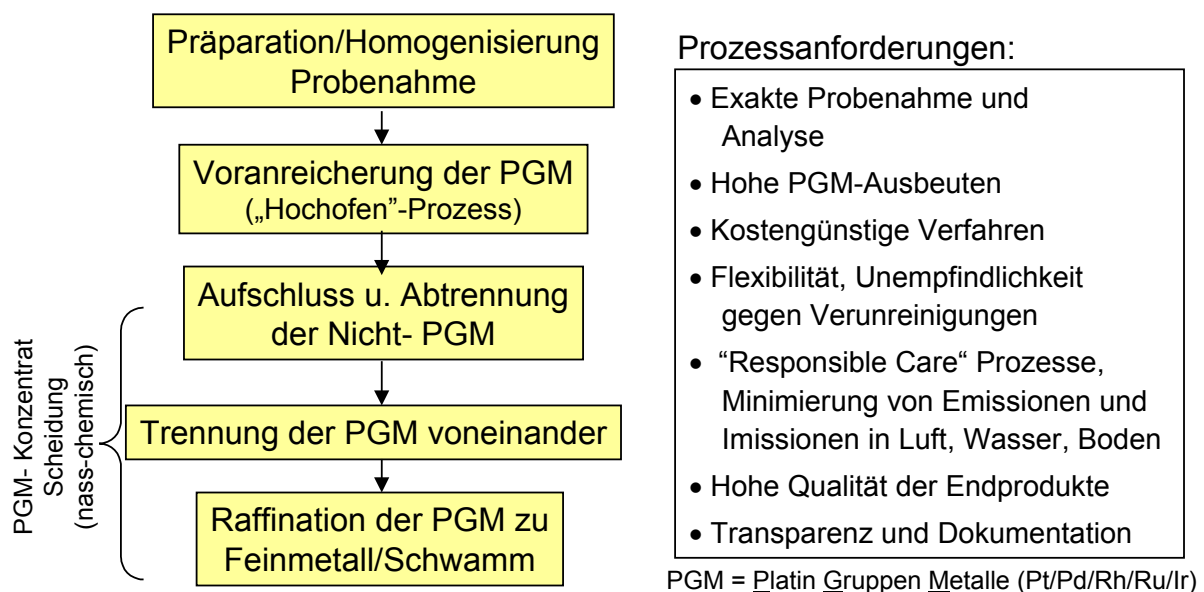 Präparation/Homogenisierung
Probenahme
Voranreicherung der PGM
(„Hochofen”-Prozess)
Aufschluss u. Abtrennung
der Nicht- PGM
Trennung der PGM voneinander
Raffination der PGM zu
Feinmetall/Schwamm
PGM- Konzentrat
Scheidung
(nass-chemisch)
Prozessanforderungen:
• Exakte Probenahme und
Analyse
• Hohe PGM-Ausbeuten
• Kostengünstige Verfahren
• Flexibilität, Unempfindlichkeit
gegen Verunreinigungen
• “Responsible Care“ Prozesse,
Minimierung von Emissionen und
Imissionen in Luft, Wasser, Boden
• Hohe Qualität der Endprodukte
• Transparenz und Dokumentation
PGM = Platin Gruppen Metalle (Pt/Pd/Rh/Ru/Ir)